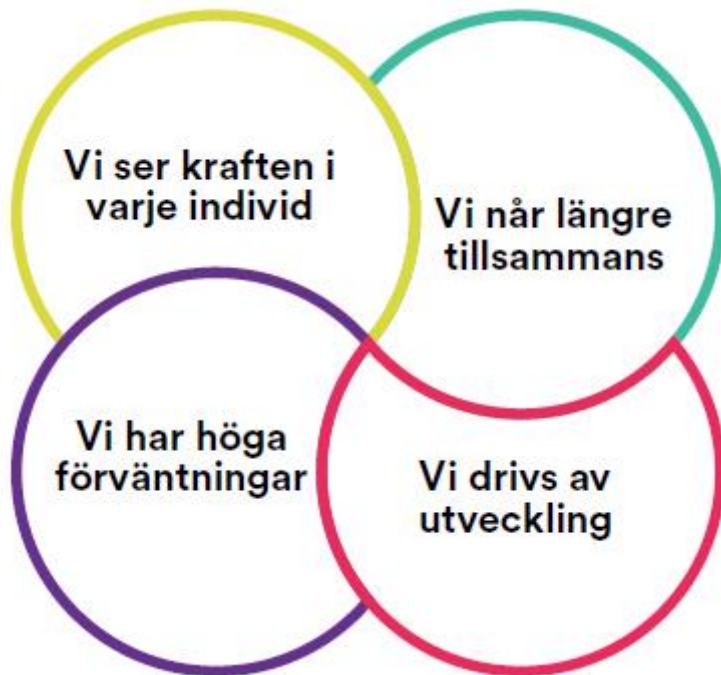 Vi ser kraften i
varje individ
Vi når längre
tillsammans
Vi har höga
förväntningar
Vi drivs av
utveckling